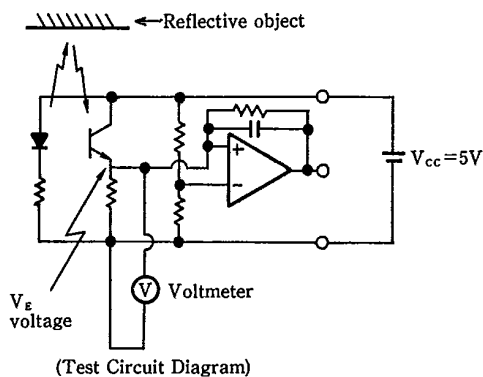 Reflective object
+
−
Vcc=5V
V Voltmeter
VE
voltage
(Test Circuit Diagram)